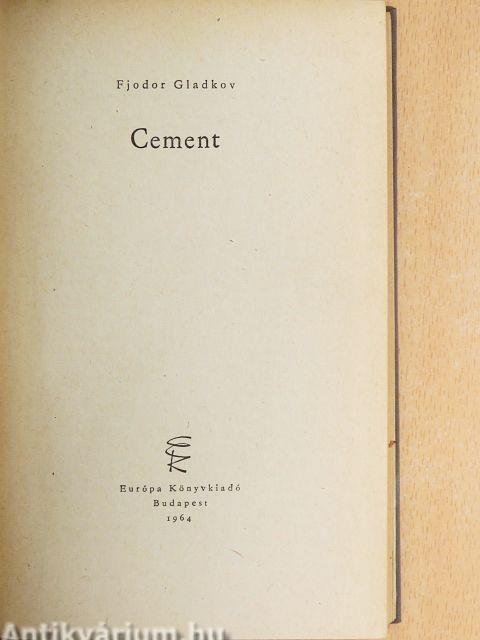 Fjodor Gladkov
Cement
Európa Könyvkiadó
Budapest
1964
Antikvárium.hu